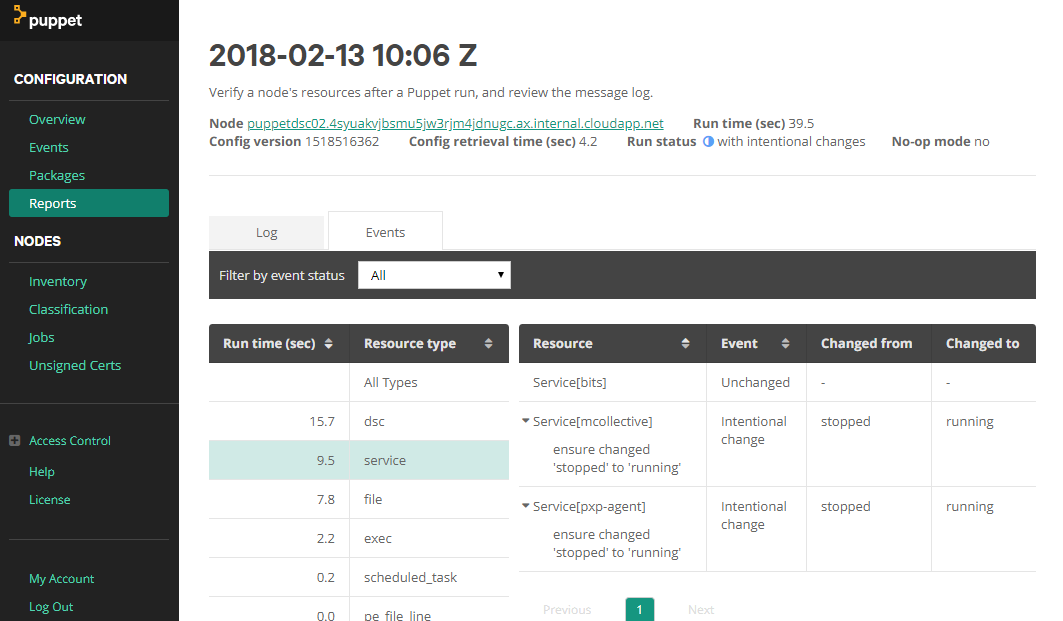 puppet
CONFIGURATION
Overview
Events
Packages
Reports
NODES
Inventory
Classification
Jobs
Unsigned Certs
Access Control
Help
License
My Account
Log Out
2018-02-13 10:06 Z
Verify a node's resources after a Puppet run, and review the message log.
Node puppetdsc02.4syuakvjbsmu5jw3rjm4jdnugc.ax.internal.cloudapp.net Run time (sec) 39.5
Config version 1518516362 Config retrieval time (sec) 4.2 Run status with intentional changes No-op mode no
Log Events
Filter by event status All
Run time (sec) Resource type
All Types
15.7 dsc
9.5 service
7.8 file
2.2 exec
0.2 scheduled_task
0.0 pe_file_line
Resource Event Changed from Changed to
Service[bits] Unchanged - -
Service[mcollective] Intentional stopped running
change
ensure changed
'stopped' to 'running'
Service[pxp-agent] Intentional stopped running
change
ensure changed
'stopped' to 'running'
Previous 1 Next